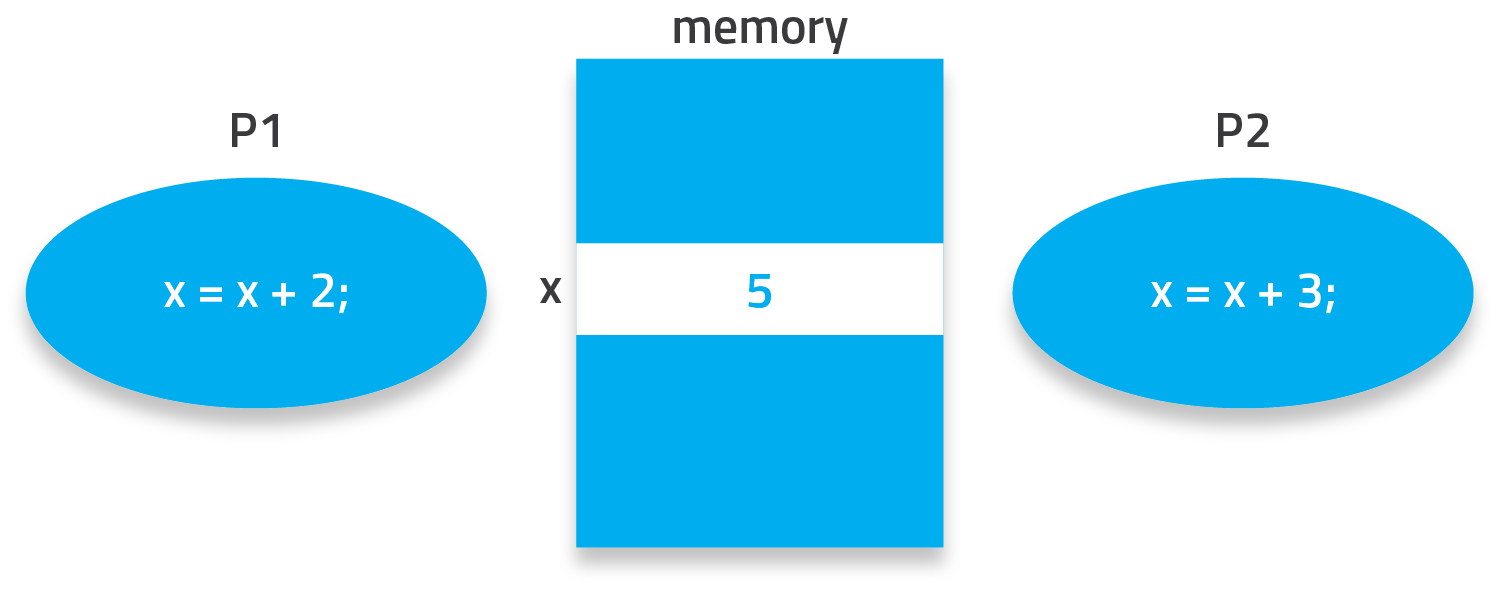 memory
P1
P2
x = x + 2;
x
5
x = x + 3;